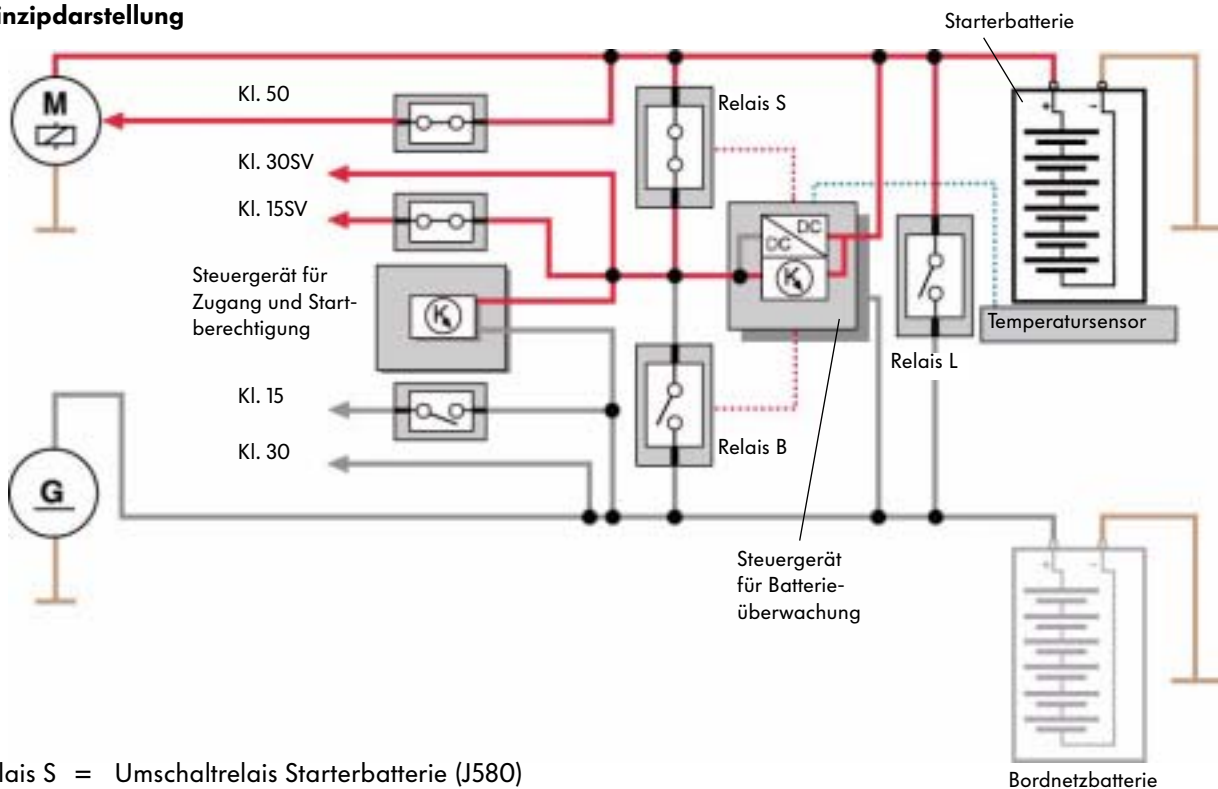 inzipdarstellung
Starterbatterie
M
Kl. 50
Relais S
+ -
Kl. 30SV
Kl. 15SV
DC
DC
K
Steuergerät für
Zugang und Start-
berechtigung
K
Temperatursensor
Relais L
Kl. 15
Relais B
Kl. 30
G
Steuergerät
für Batterie-
überwachung
+ -
lais S = Umschaltrelais Starterbatterie (J580)
Bordnetzbatterie